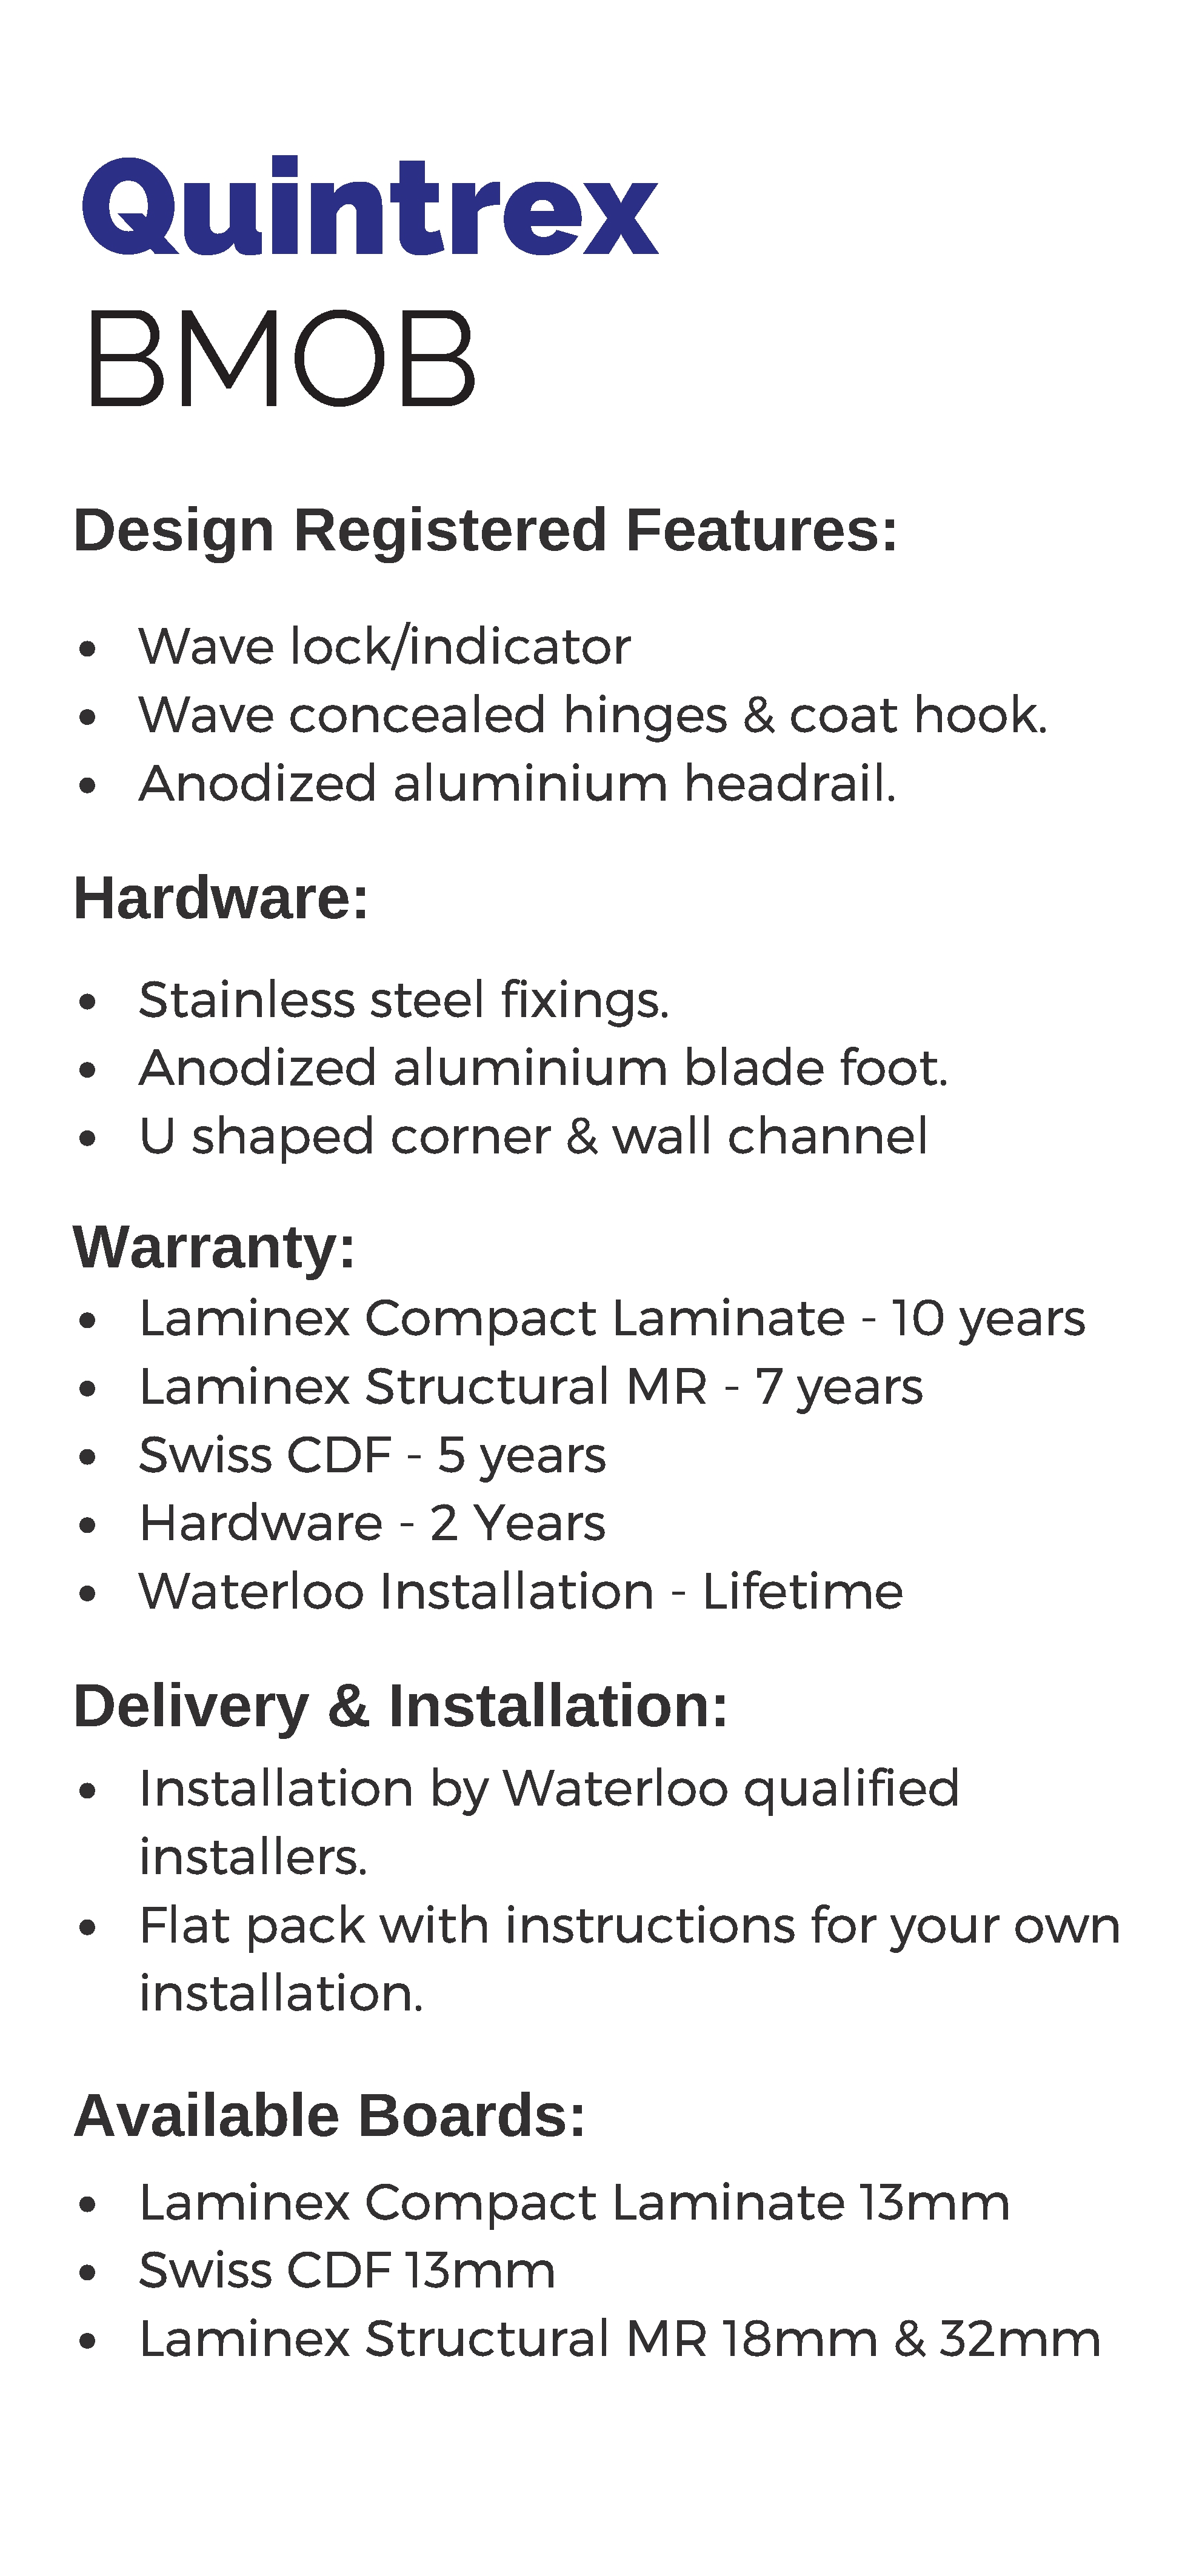 Quintrex
BMOB
Design Registered Features:
• Wave lock/indicator
• Wave concealed hinges & coat hook.
• Anodized aluminium headrail.
Hardware:
• Stainless steel fixings.
• Anodized aluminium blade foot.
• U shaped corner & wall channel
Warranty:
• Laminex Compact Laminate - 10 years
• Laminex Structural MR - 7 years
• Swiss CDF - 5 years
• Hardware - 2 Years
• Waterloo Installation - Lifetime
Delivery & Installation:
• Installation by Waterloo qualified
installers.
• Flat pack with instructions for your own
installation.
Available Boards:
• Laminex Compact Laminate 13mm
• Swiss CDF 13mm
• Laminex Structural MR 18mm & 32mm